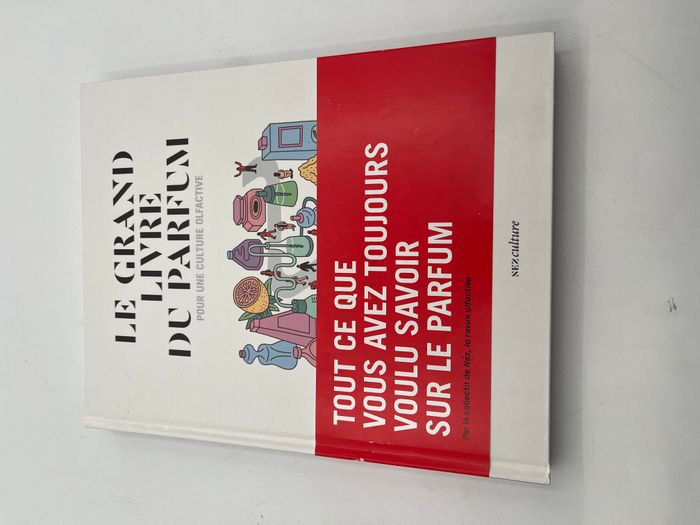 LE GRAND
LIVRE
DU PARFUM
POUR UNE CULTURE OLFACTIVE
TOUT CE QUE
VOUS AVEZ TOUJOURS
VOULU SAVOIR
SUR LE PARFUM
Par le collectif de Nez, la revue olfactive
NEZ culture